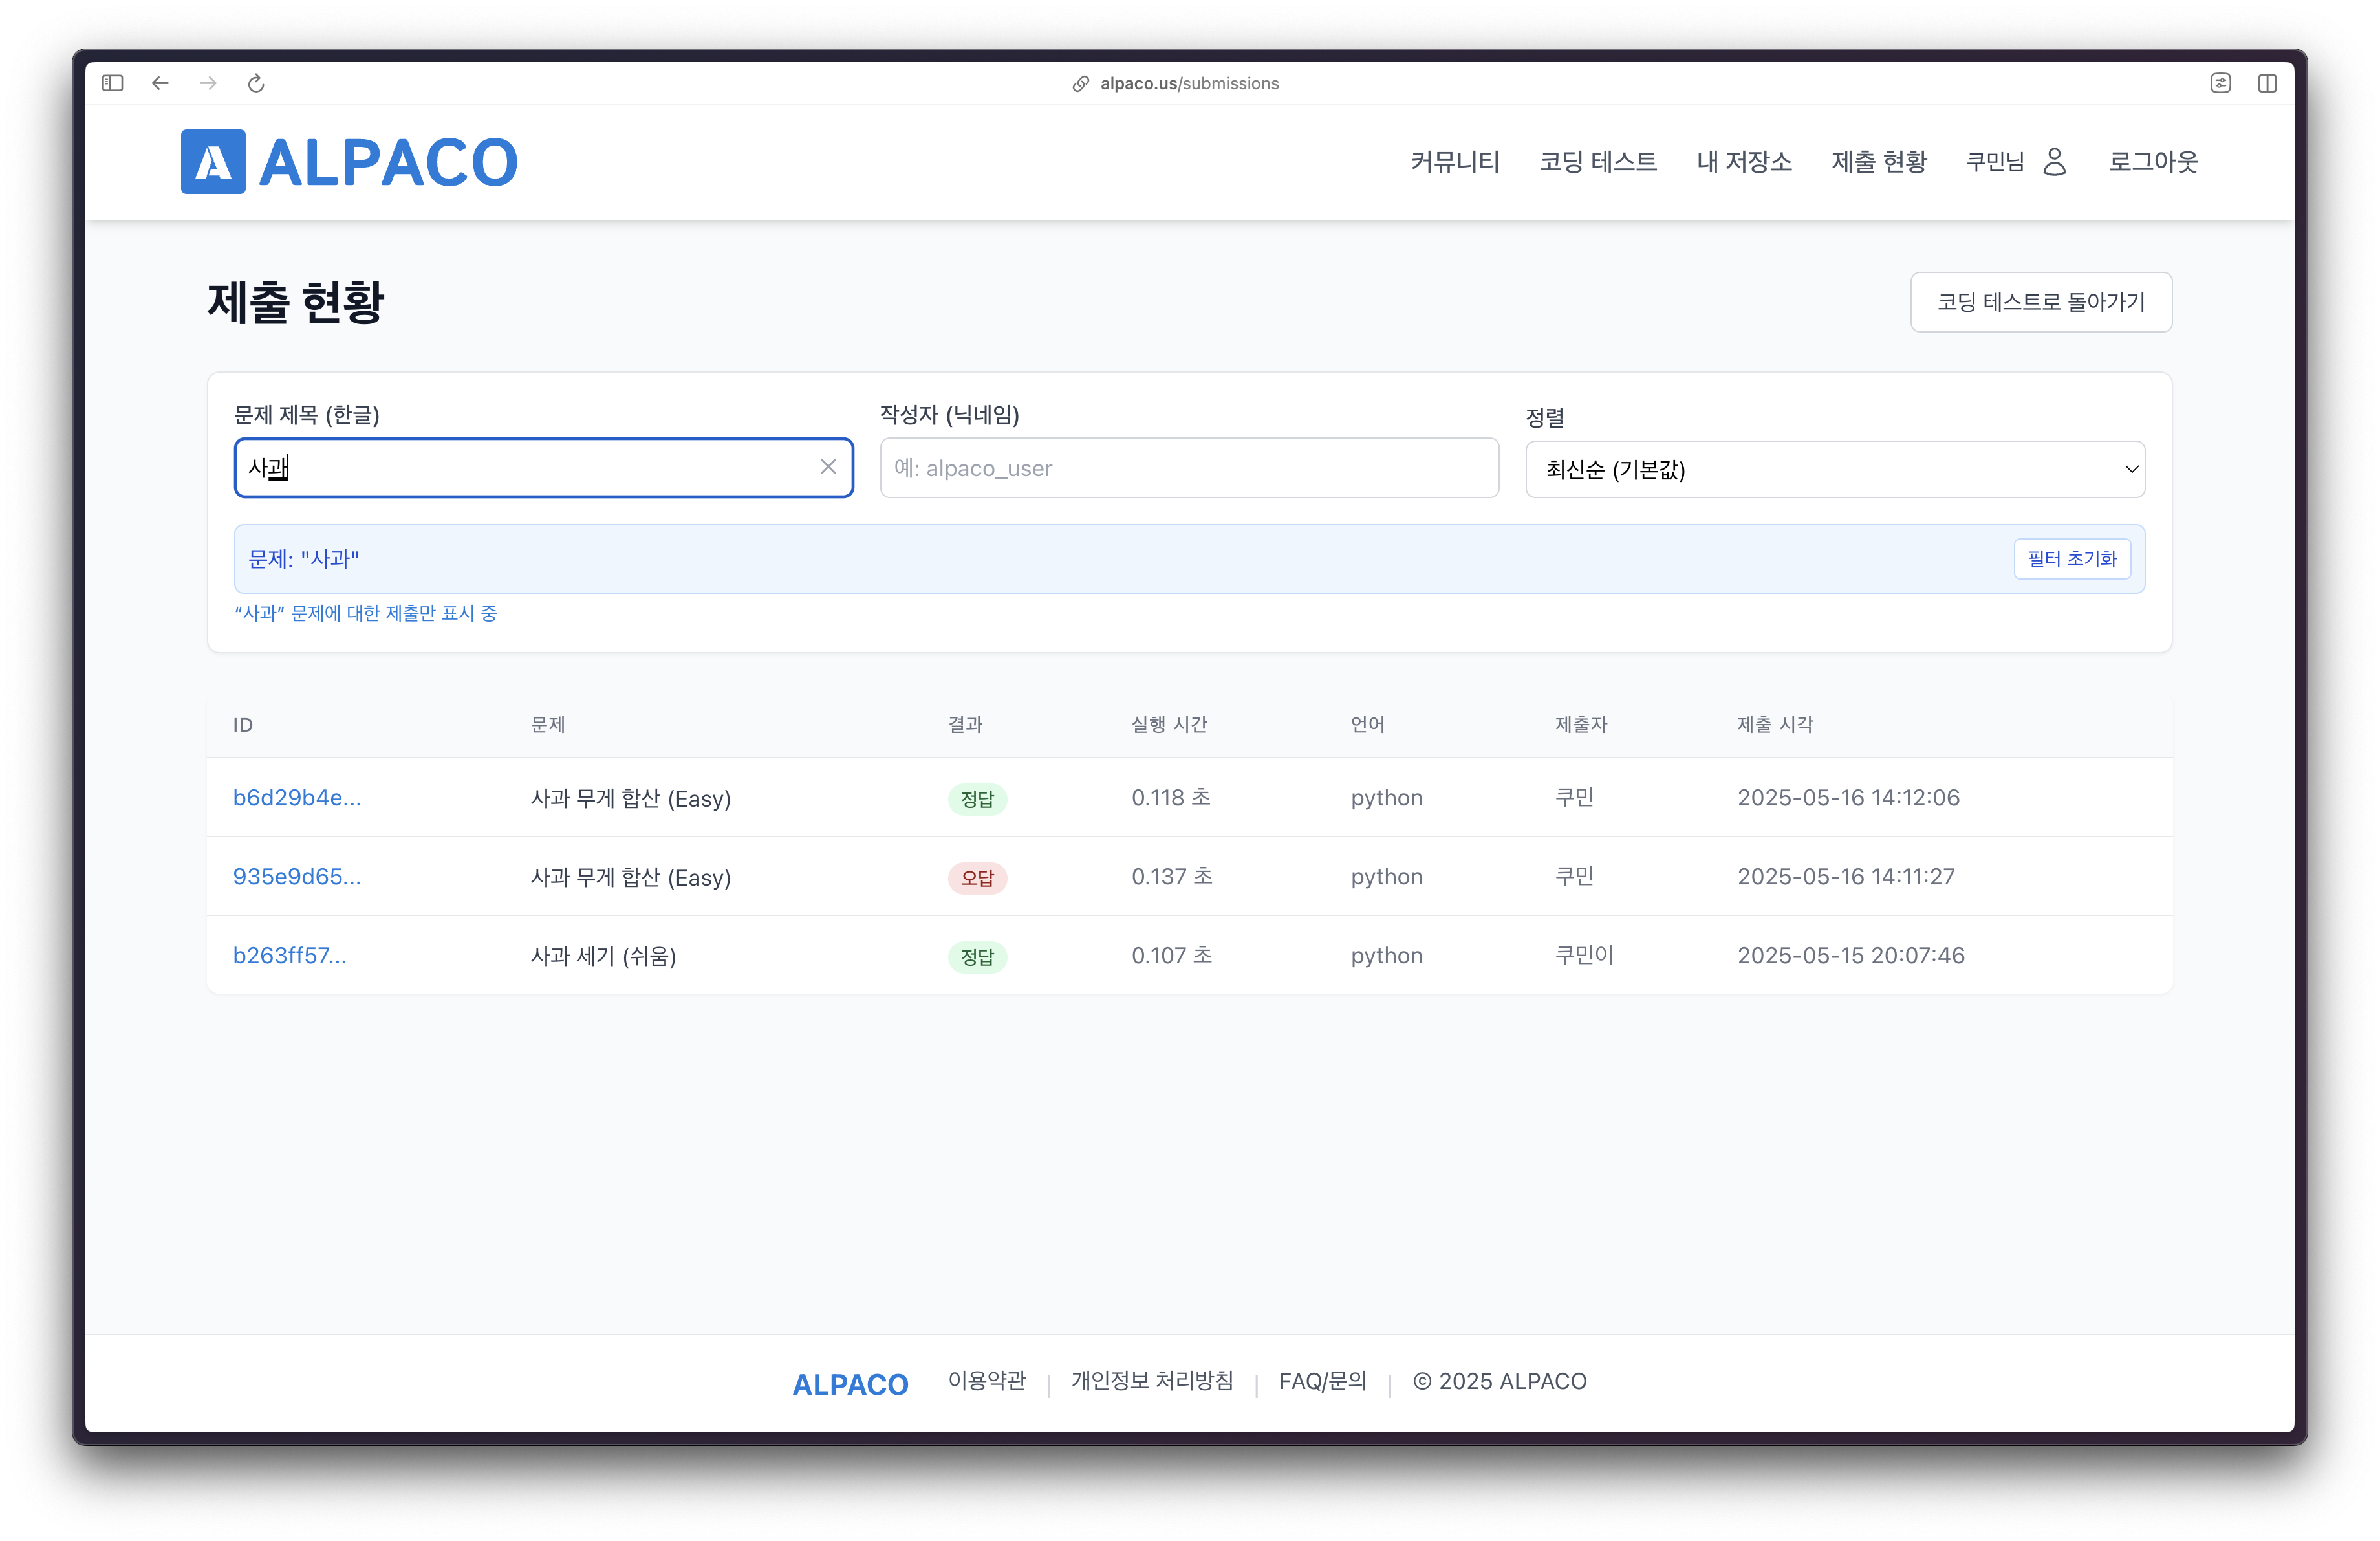 alpaco.us/submissions
ALPACO 커뮤니티 코딩 테스트 내 저장소 제출 현황 쿠민님 로그아웃
제출 현황 코딩 테스트로 돌아가기
문제 제목 (한글) 작성자 (닉네임) 정렬
사과 예: alpaco_user 최신순 (기본값)
문제: "사과" 필터 초기화
“사과” 문제에 대한 제출만 표시 중
ID 문제 결과 실행 시간 언어 제출자 제출 시각
b6d29b4e... 사과 무게 합산 (Easy) 정답 0.118 초 python 쿠민 2025-05-16 14:12:06
935e9d65... 사과 무게 합산 (Easy) 오답 0.137 초 python 쿠민 2025-05-16 14:11:27
b263ff57... 사과 세기 (쉬움) 정답 0.107 초 python 쿠민이 2025-05-15 20:07:46
ALPACO 이용약관 | 개인정보 처리방침 | FAQ/문의 | © 2025 ALPACO